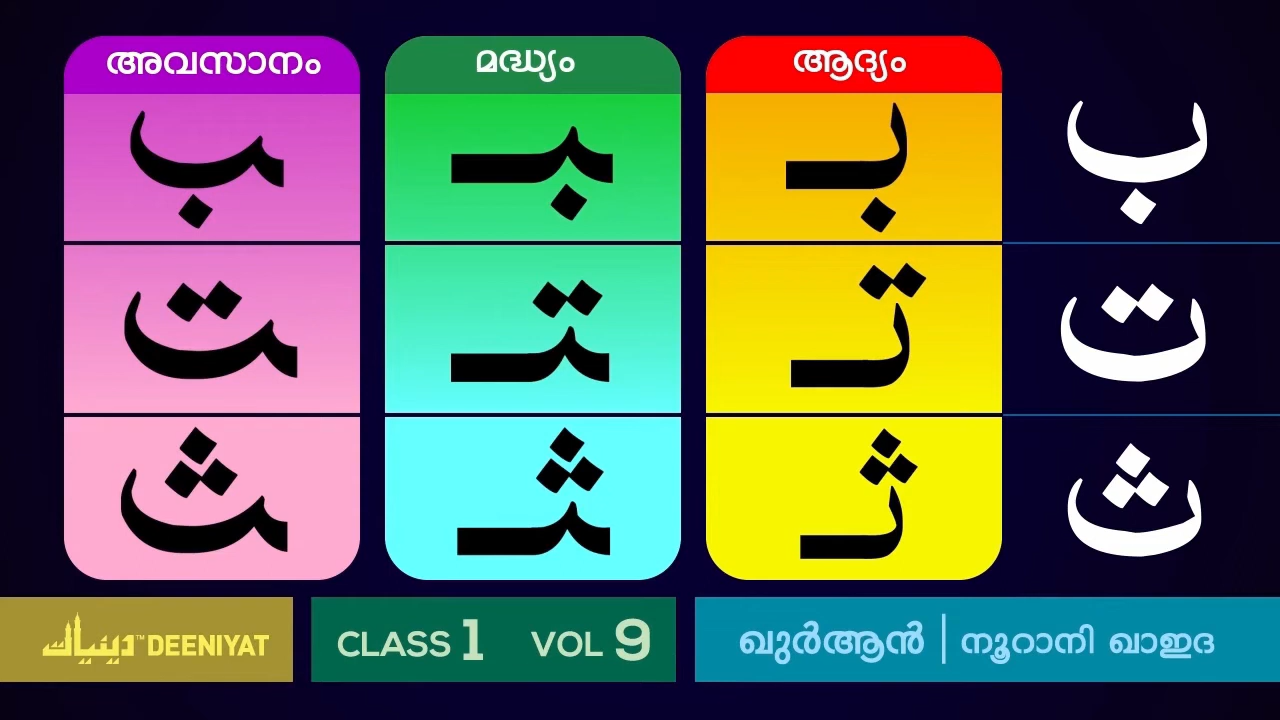 അവസാനം മദ്ധ്യം ആദ്യം
ـب ـبـ بـ ب
ـت ـتـ تـ ت
ـث ـثـ ثـ ث
دینیات™ DEENIYAT CLASS 1 VOL 9 ഖുർആൻ | നൂറാനി ഖാഇദ